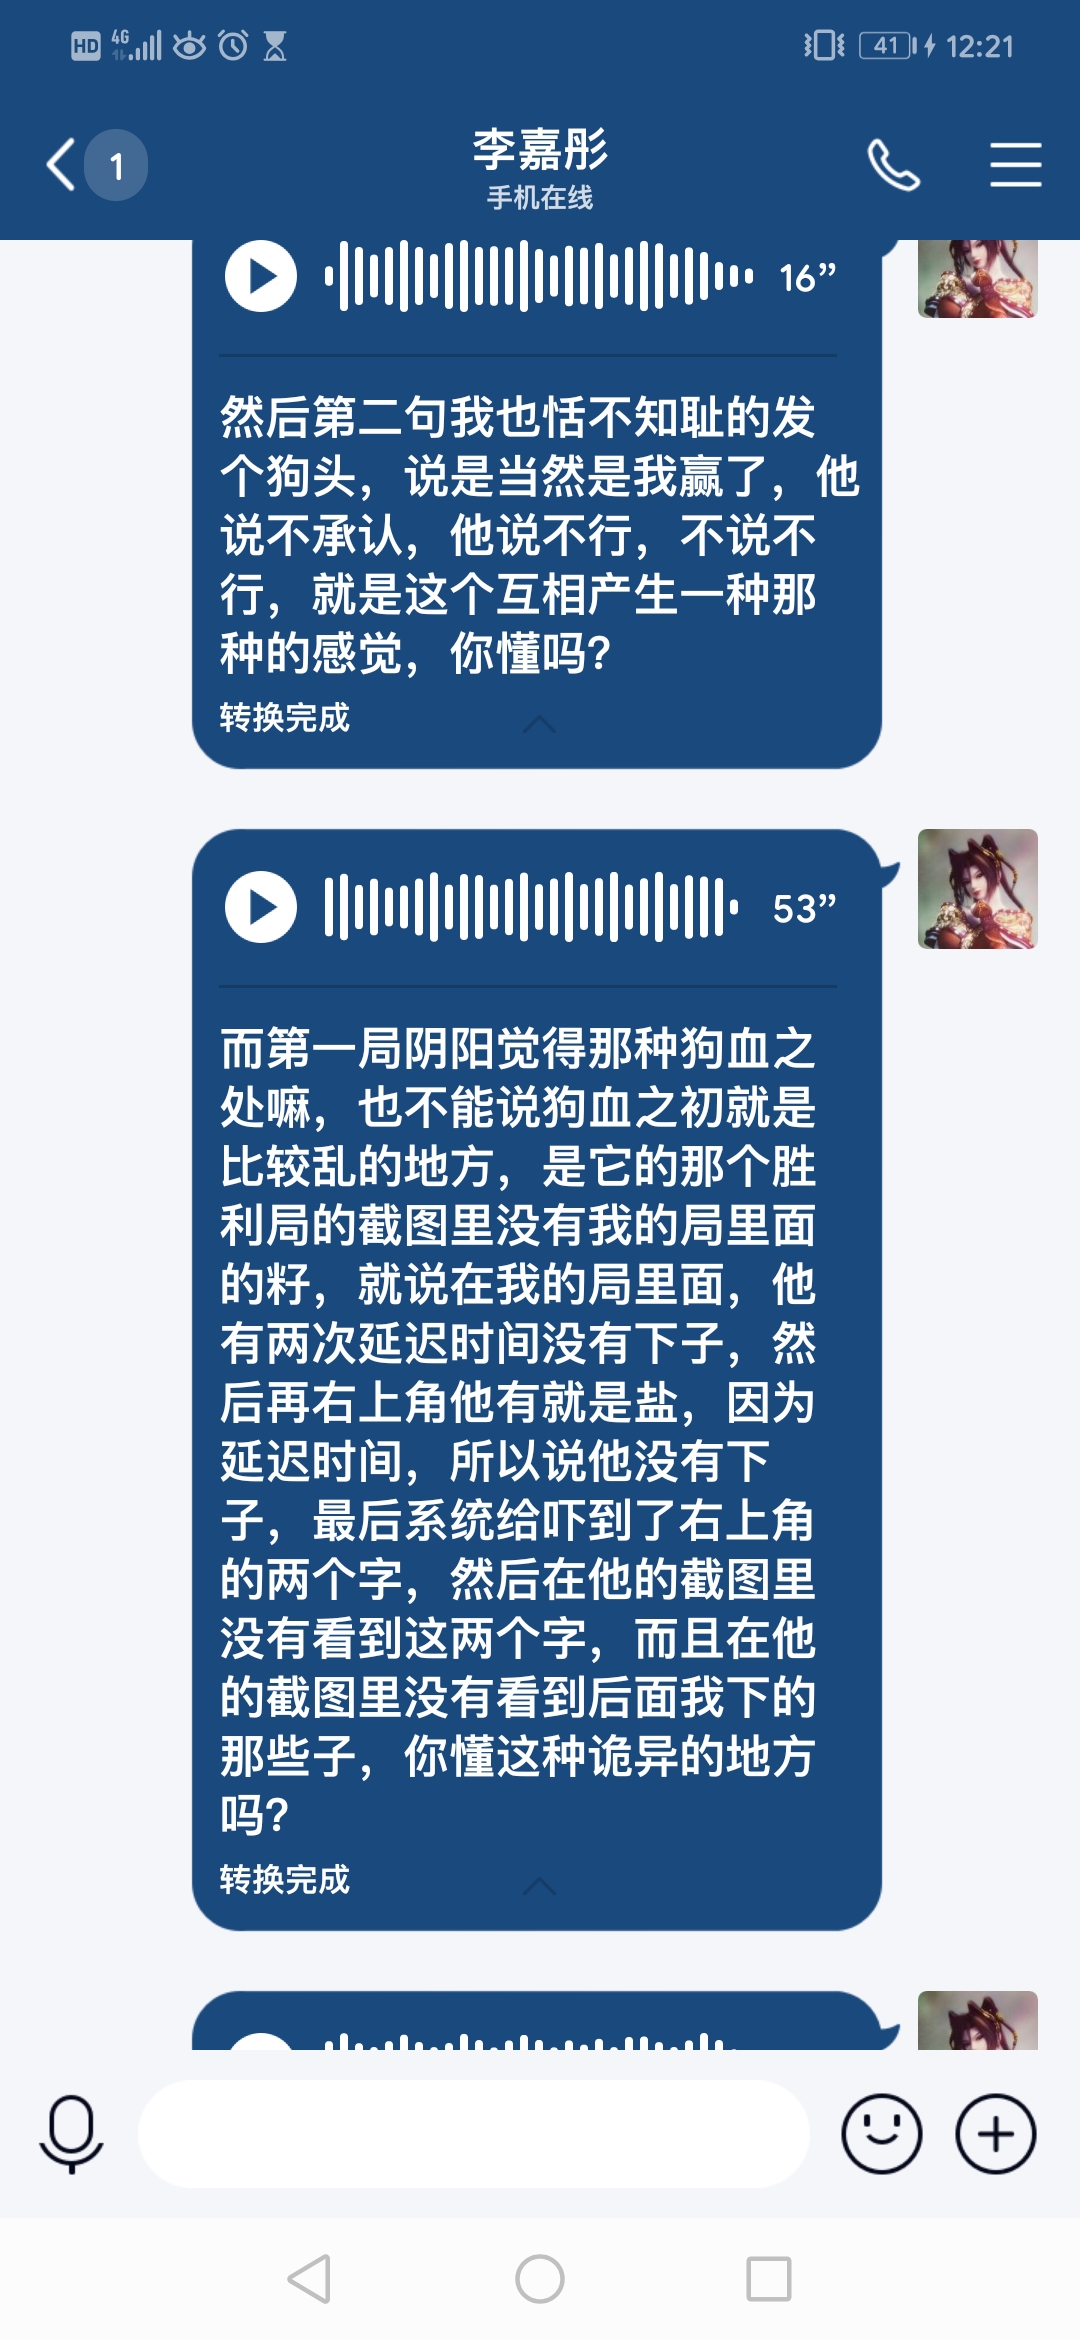 HD 4G 41 12:21
1
李嘉彤
手机在线
16”
然后第二句我也恬不知耻的发
个狗头，说是当然是我赢了，他
说不承认，他说不行，不说不
行，就是这个互相产生一种那
种的感觉，你懂吗?
转换完成
53”
而第一局阴阳觉得那种狗血之
处嘛，也不能说狗血之初就是
比较乱的地方，是它的那个胜
利局的截图里没有我的局里面
的籽，就说在我的局里面，他
有两次延迟时间没有下子，然
后再右上角他有就是盐，因为
延迟时间，所以说他没有下
子，最后系统给吓到了右上角
的两个字，然后在他的截图里
没有看到这两个字，而且在他
的截图里没有看到后面我下的
那些子，你懂这种诡异的地方
吗?
转换完成